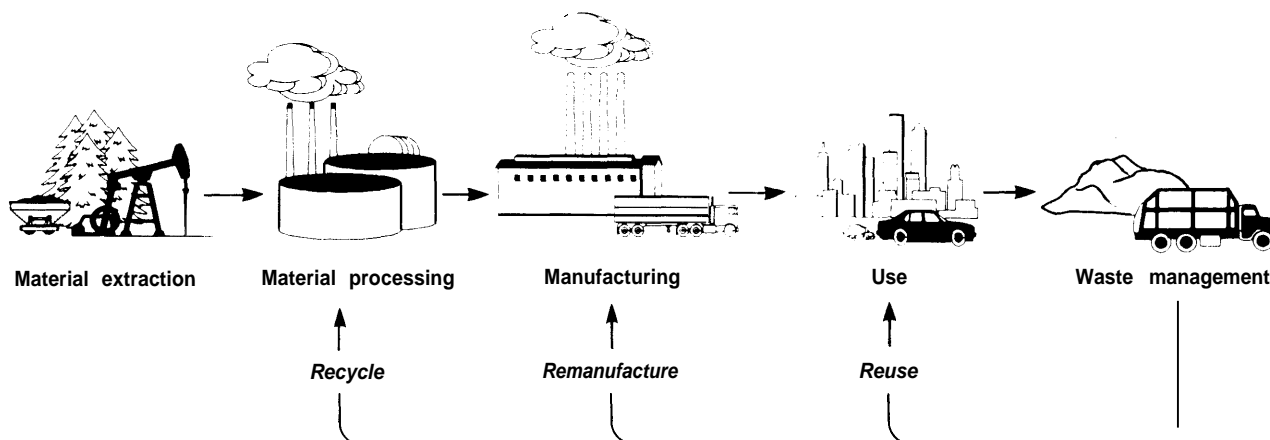 Material extraction
Material processing
Manufacturing
Use
Waste management
Recycle
Remanufacture
Reuse